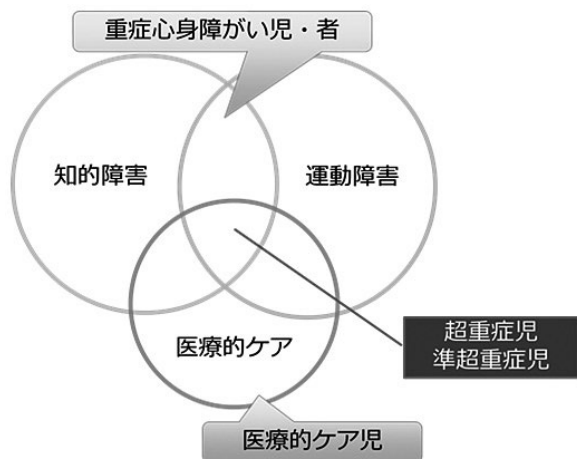 重症心身障がい児・者
知的障害
運動障害
医療的ケア
超重症児
準超重症児
医療的ケア児